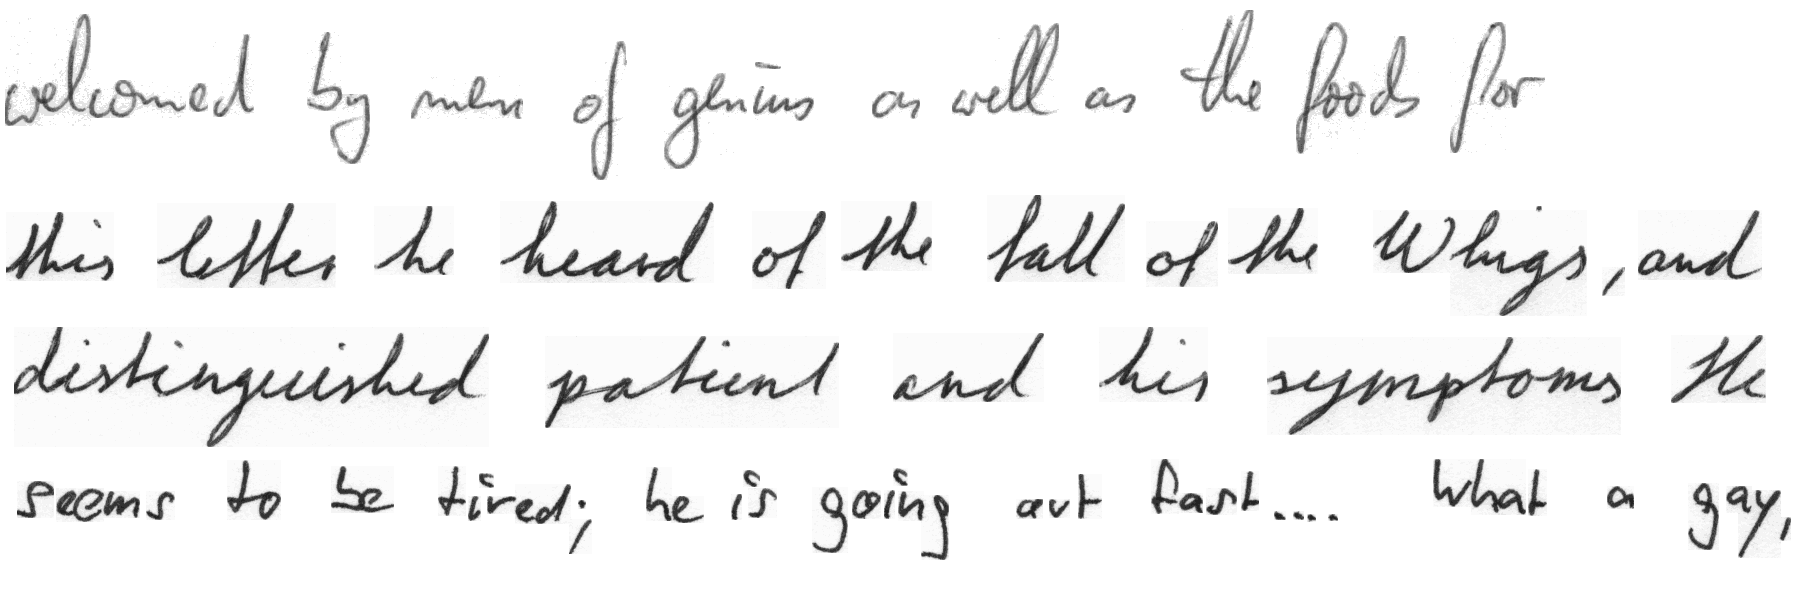 welcomed by men of genius as well as the foods for
this letter he heard of the fall of the Whigs, and
distinguished patient and his symptoms the
seems to be tired; he is going out fast.... What a gay,